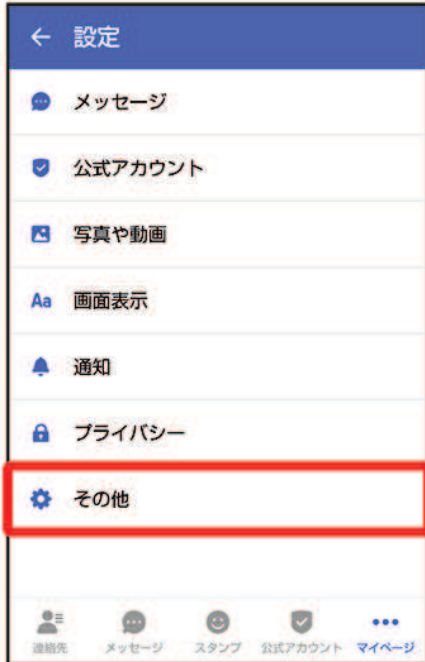 設定
メッセージ
公式アカウント
写真や動画
Aa 画面表示
通知
プライバシー
その他
連絡先 メッセージ スタンプ 公式アカウント マイページ